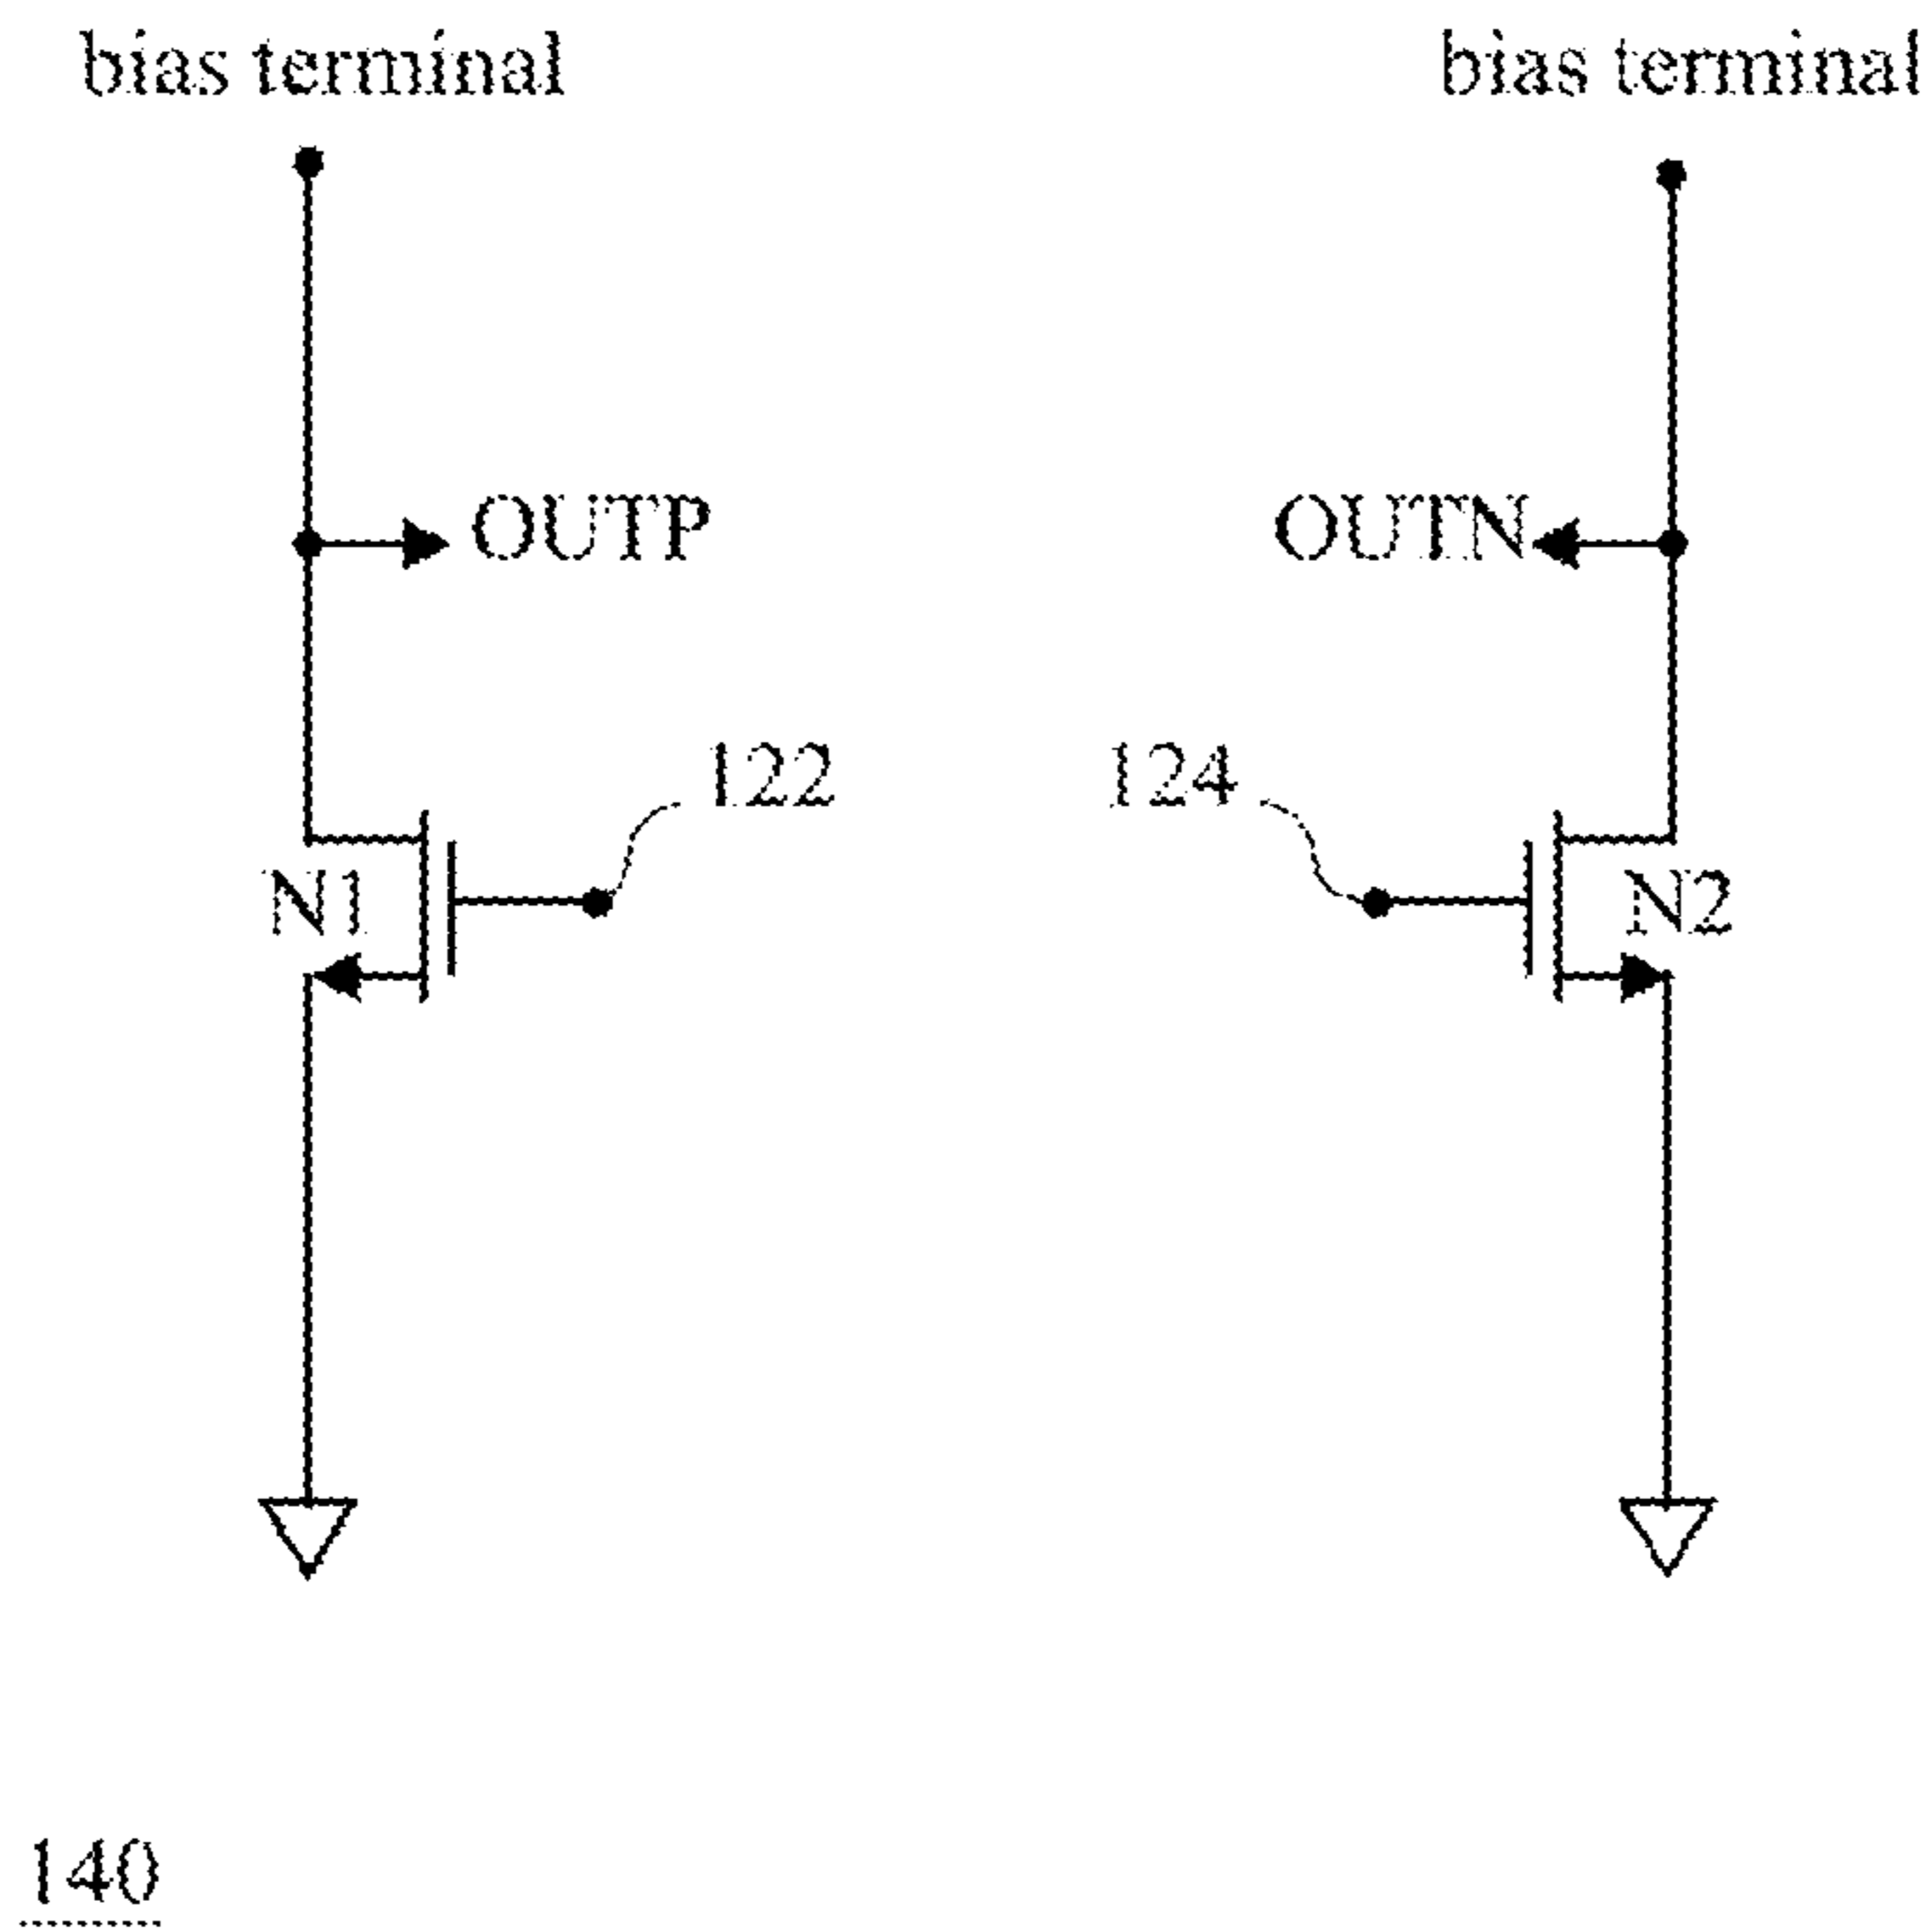 bias terminal bias terminal
OUTP OUTN
122 124
N1 N2
140